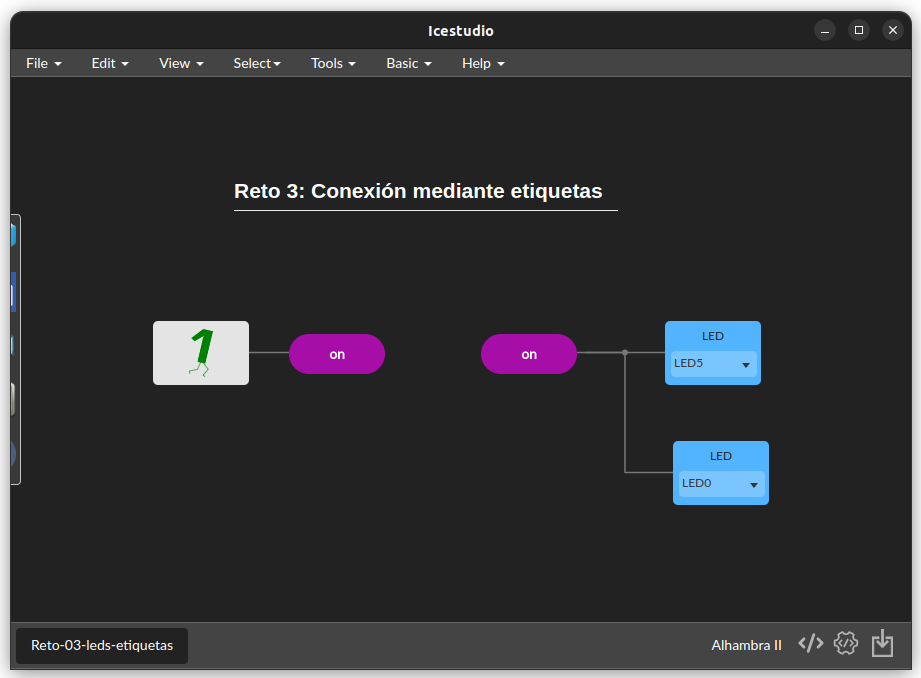 Icestudio
File Edit View Select Tools Basic Help
Reto 3: Conexión mediante etiquetas
1 on on LED
LED5
LED
LED0
Reto-03-leds-etiquetas Alhambra II </> </>